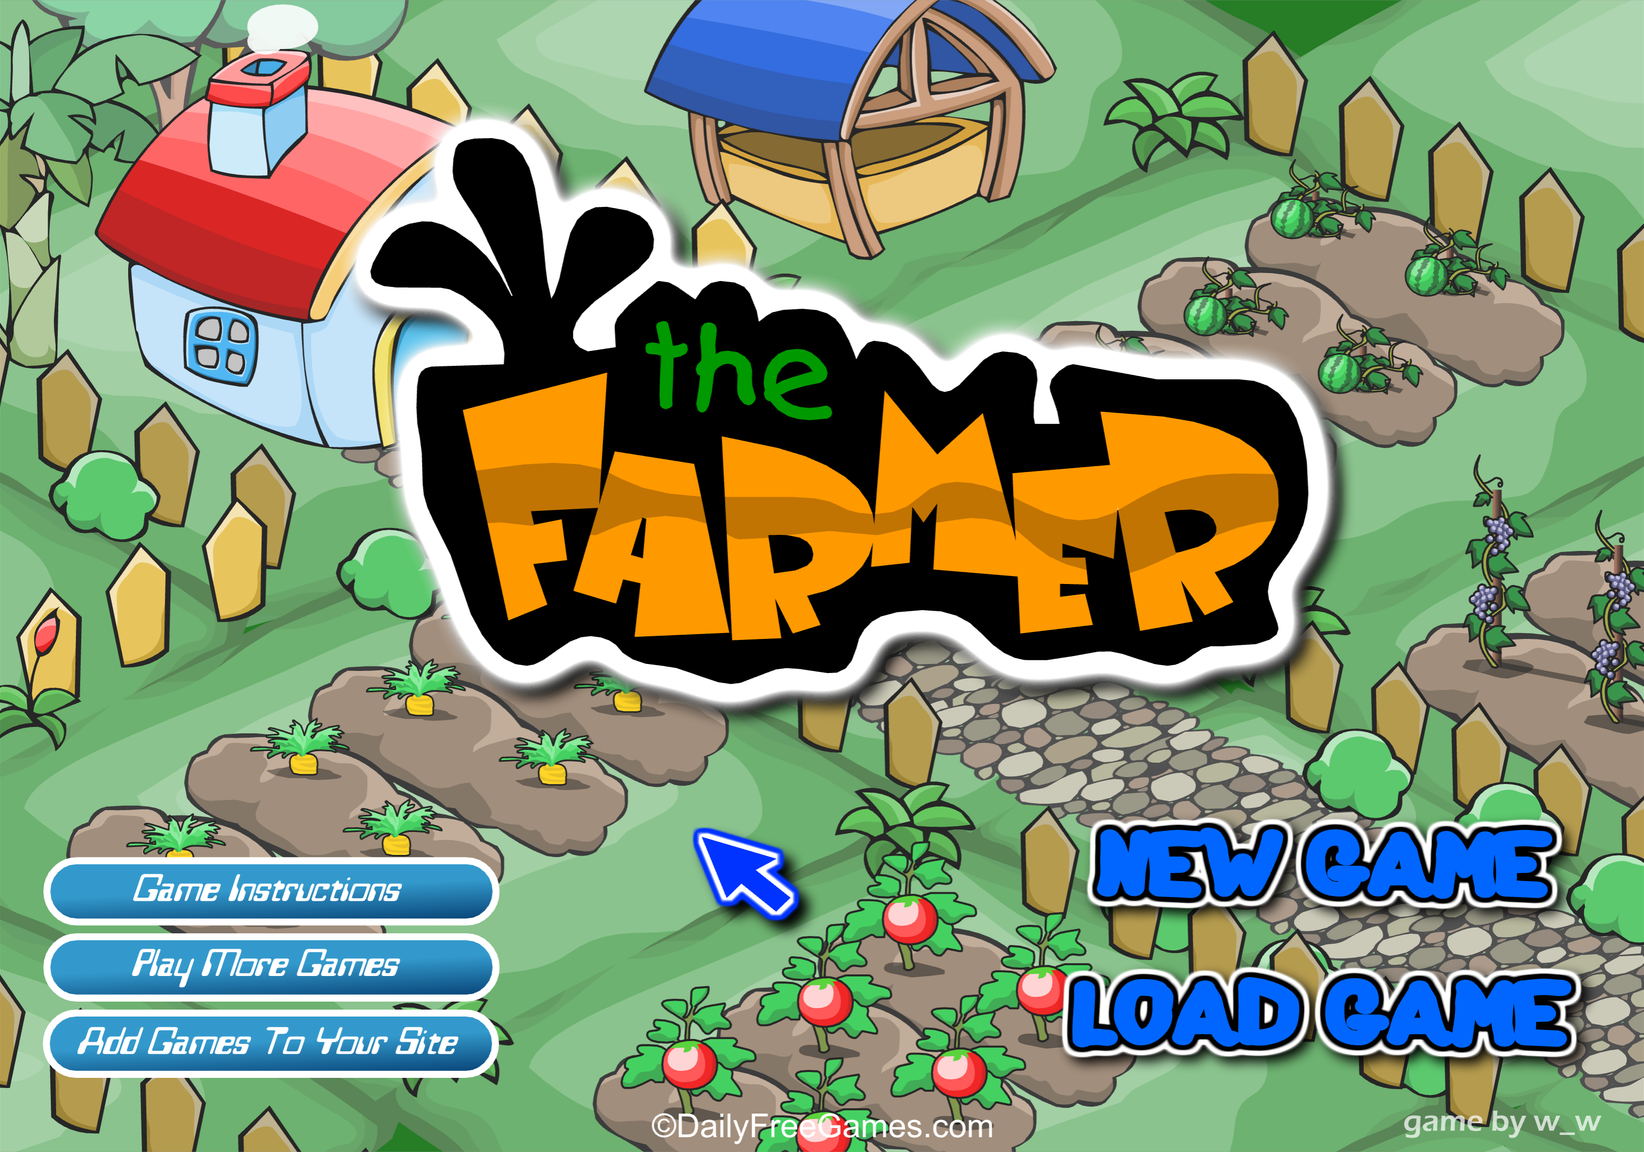 the
FARMER
NEW GAME
LOAD GAME
Game Instructions
Play More Games
Add Games To Your Site
©DailyFreeGames.com
game by w_w